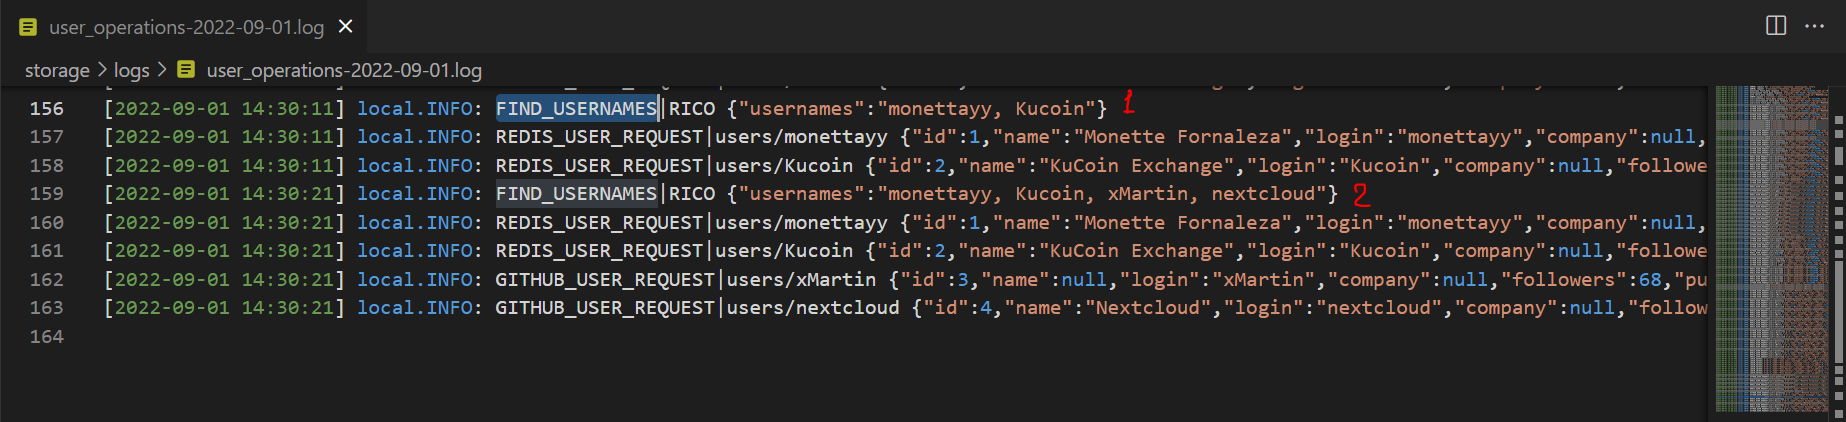 user_operations-2022-09-01.log
storage > logs > user_operations-2022-09-01.log
156 [2022-09-01 14:30:11] local.INFO: FIND_USERNAMES|RICO {"usernames":"monettayy, Kucoin"} 1
157 [2022-09-01 14:30:11] local.INFO: REDIS_USER_REQUEST|users/monettayy {"id":1,"name":"Monette Fornaleza","login":"monettayy","company":null,
158 [2022-09-01 14:30:11] local.INFO: REDIS_USER_REQUEST|users/Kucoin {"id":2,"name":"KuCoin Exchange","login":"Kucoin","company":null,"followe
159 [2022-09-01 14:30:21] local.INFO: FIND_USERNAMES|RICO {"usernames":"monettayy, Kucoin, xMartin, nextcloud"} 2
160 [2022-09-01 14:30:21] local.INFO: REDIS_USER_REQUEST|users/monettayy {"id":1,"name":"Monette Fornaleza","login":"monettayy","company":null,
161 [2022-09-01 14:30:21] local.INFO: REDIS_USER_REQUEST|users/Kucoin {"id":2,"name":"KuCoin Exchange","login":"Kucoin","company":null,"followe
162 [2022-09-01 14:30:21] local.INFO: GITHUB_USER_REQUEST|users/xMartin {"id":3,"name":null,"login":"xMartin","company":null,"followers":68,"pu
163 [2022-09-01 14:30:21] local.INFO: GITHUB_USER_REQUEST|users/nextcloud {"id":4,"name":"Nextcloud","login":"nextcloud","company":null,"follow
164